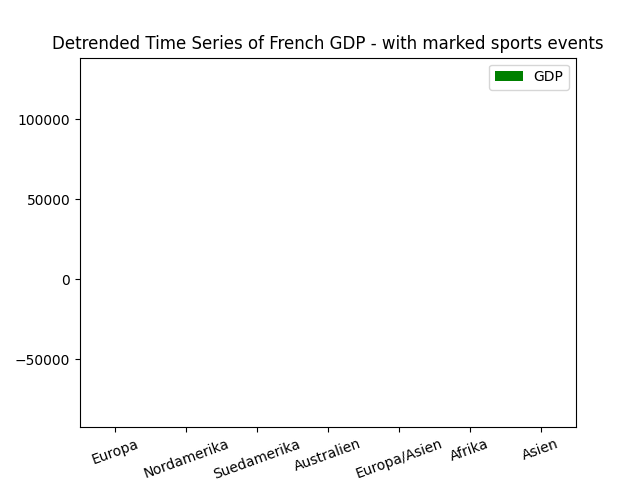 Detrended Time Series of French GDP - with marked sports events
GDP
100000
50000
0
−50000
Europa
Nordamerika
Suedamerika
Australien
Europa/Asien
Afrika
Asien